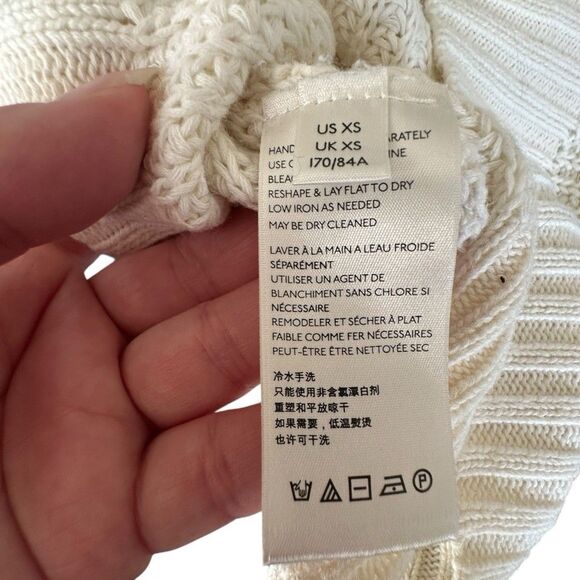 US XS
UK XS
170/84A
HAND RATELY
USE INE
BLEA
RESHAPE & LAY FLAT TO DRY
LOW IRON AS NEEDED
MAY BE DRY CLEANED
LAVER À LA MAIN A LEAU FROIDE
SÉPARÉMENT
UTILISER UN AGENT DE
BLANCHIMENT SANS CHLORE SI
NÉCESSAIRE
REMODELER ET SÉCHER À PLAT
FAIBLE COMME FER NÉCESSAIRES
PEUT-ÊTRE ÊTRE NETTOYÉE SEC
冷水手洗
只能使用非含氯漂白剂
重塑和平放晾干
如果需要，低温熨烫
也许可干洗
P